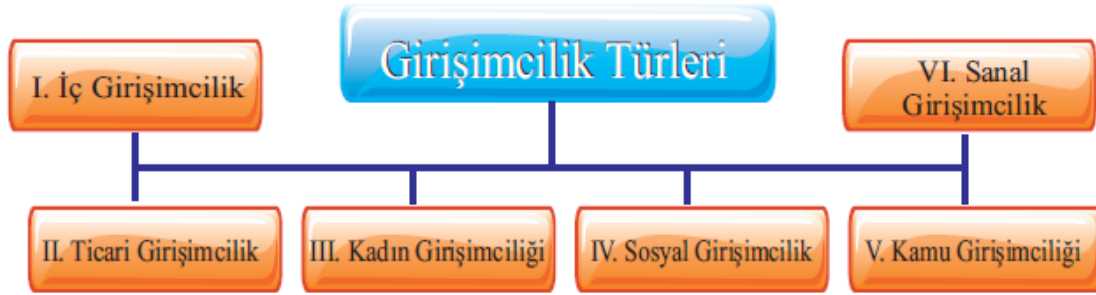 Girişimcilik Türleri
I. İç Girişimcilik
VI. Sanal
Girişimcilik
II. Ticari Girişimcilik
III. Kadın Girişimciliği
IV. Sosyal Girişimcilik
V. Kamu Girişimciliği